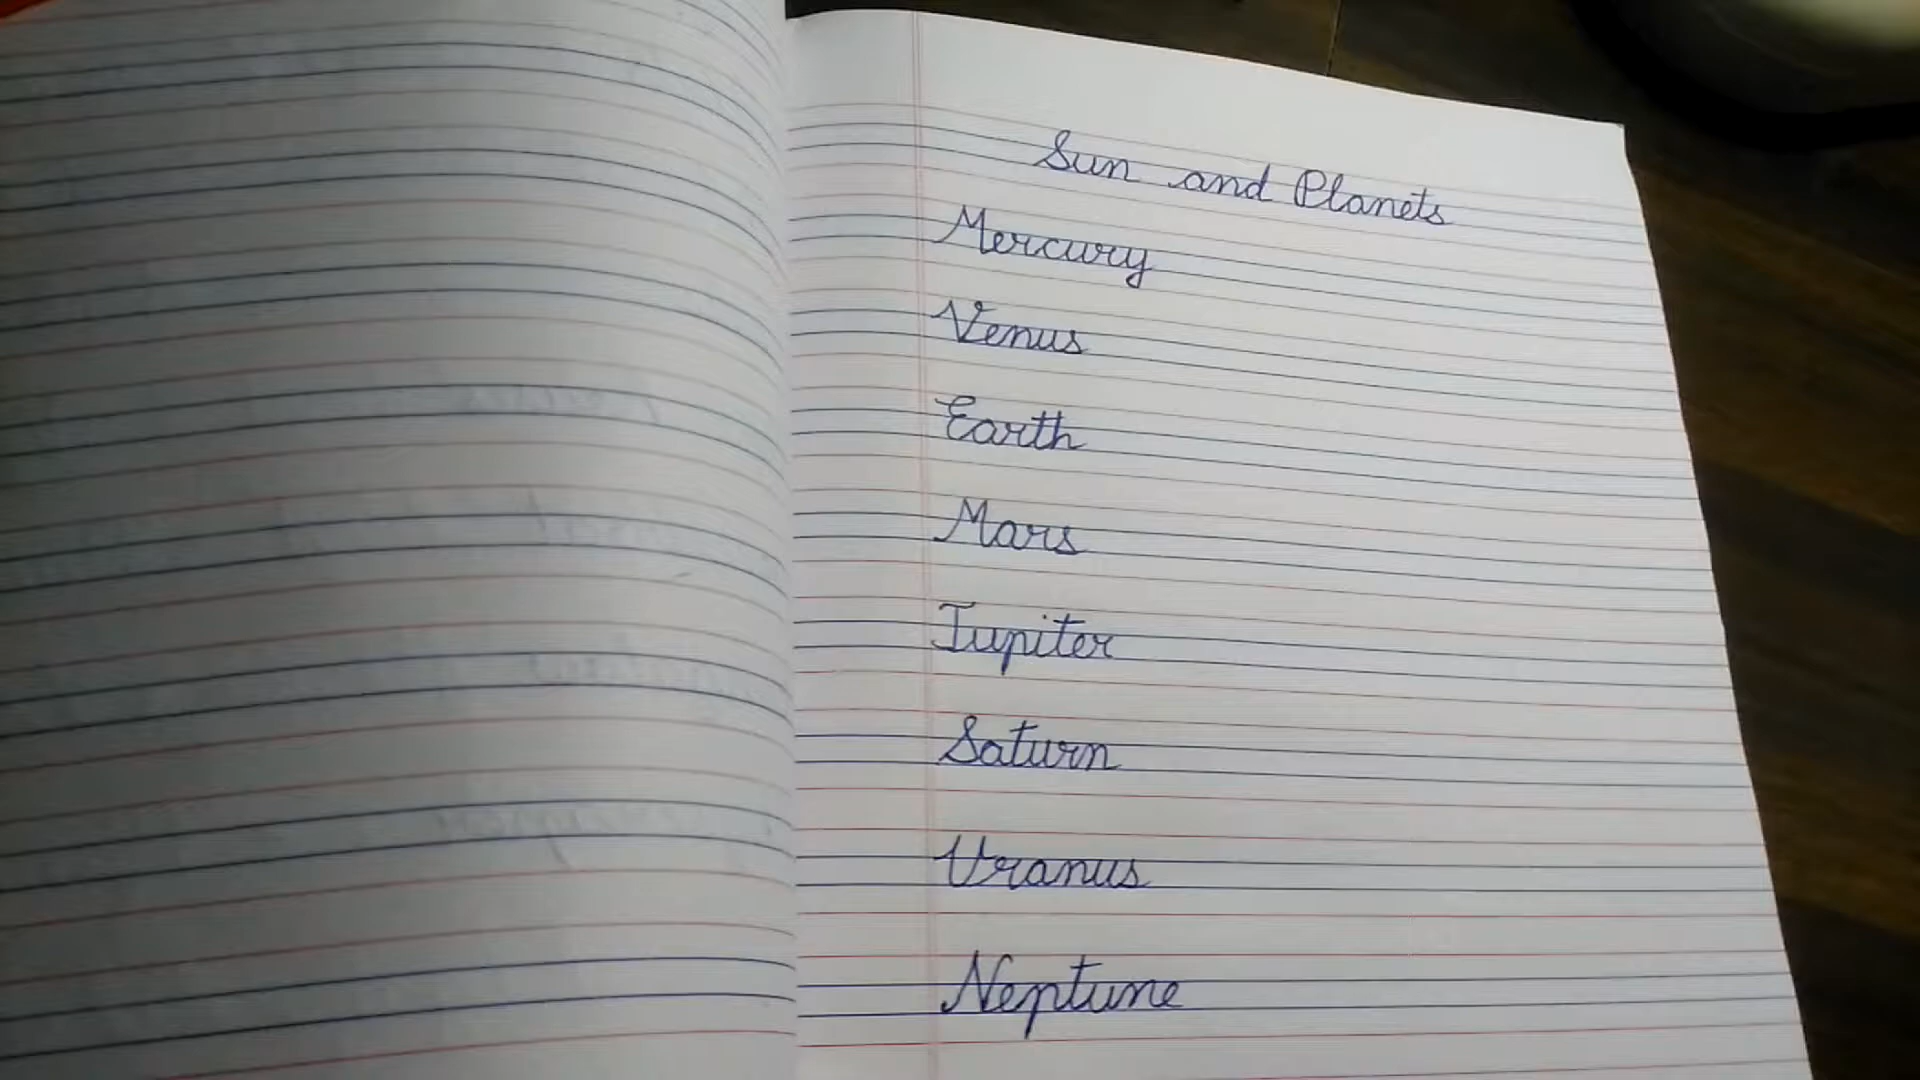 Sun and Planets
Mercury
Venus
Earth
Mars
Jupiter
Saturn
Uranus
Neptune